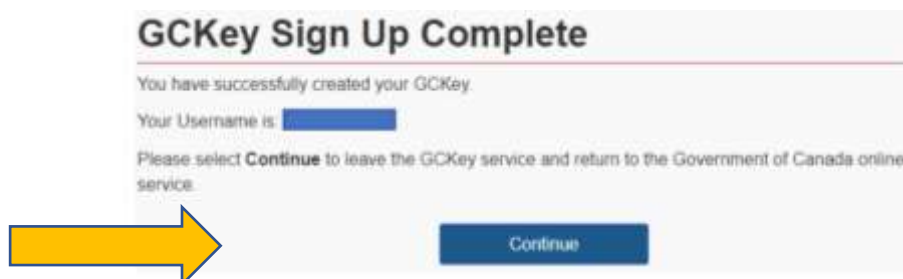 GCKey Sign Up Complete
You have successfully created your GCKey.
Your Username is:
Please select Continue to leave the GCKey service and return to the Government of Canada online
service.
Continue